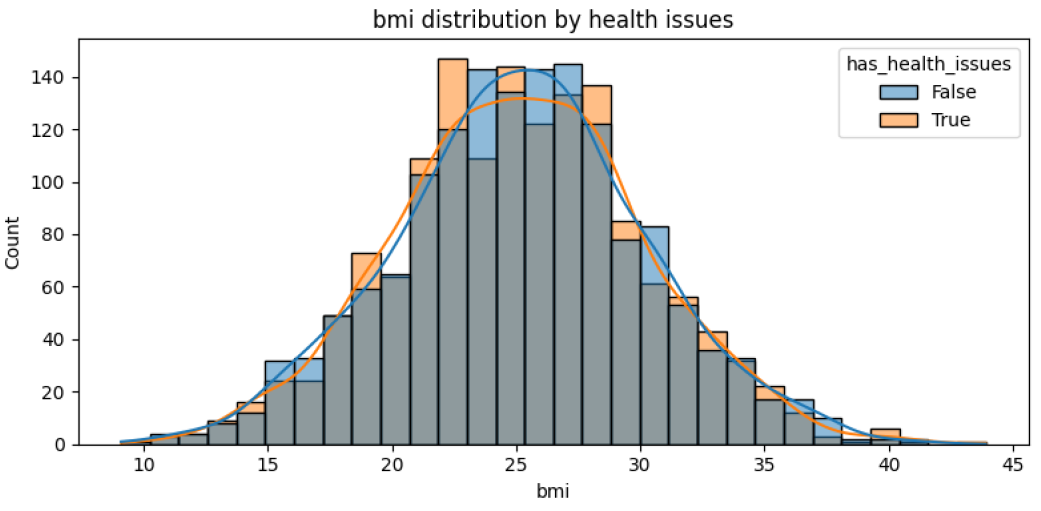 bmi distribution by health issues
has_health_issues
False
True
Count
140
120
100
80
60
40
20
0
10 15 20 25 30 35 40 45
bmi